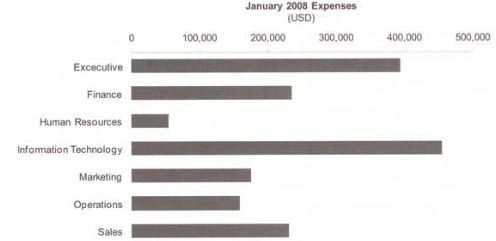 January 2008 Expenses
(USD)
0 100,000 200,000 300,000 400,000 500,000
Excecutive
Finance
Human Resources
Information Technology
Marketing
Operations
Sales